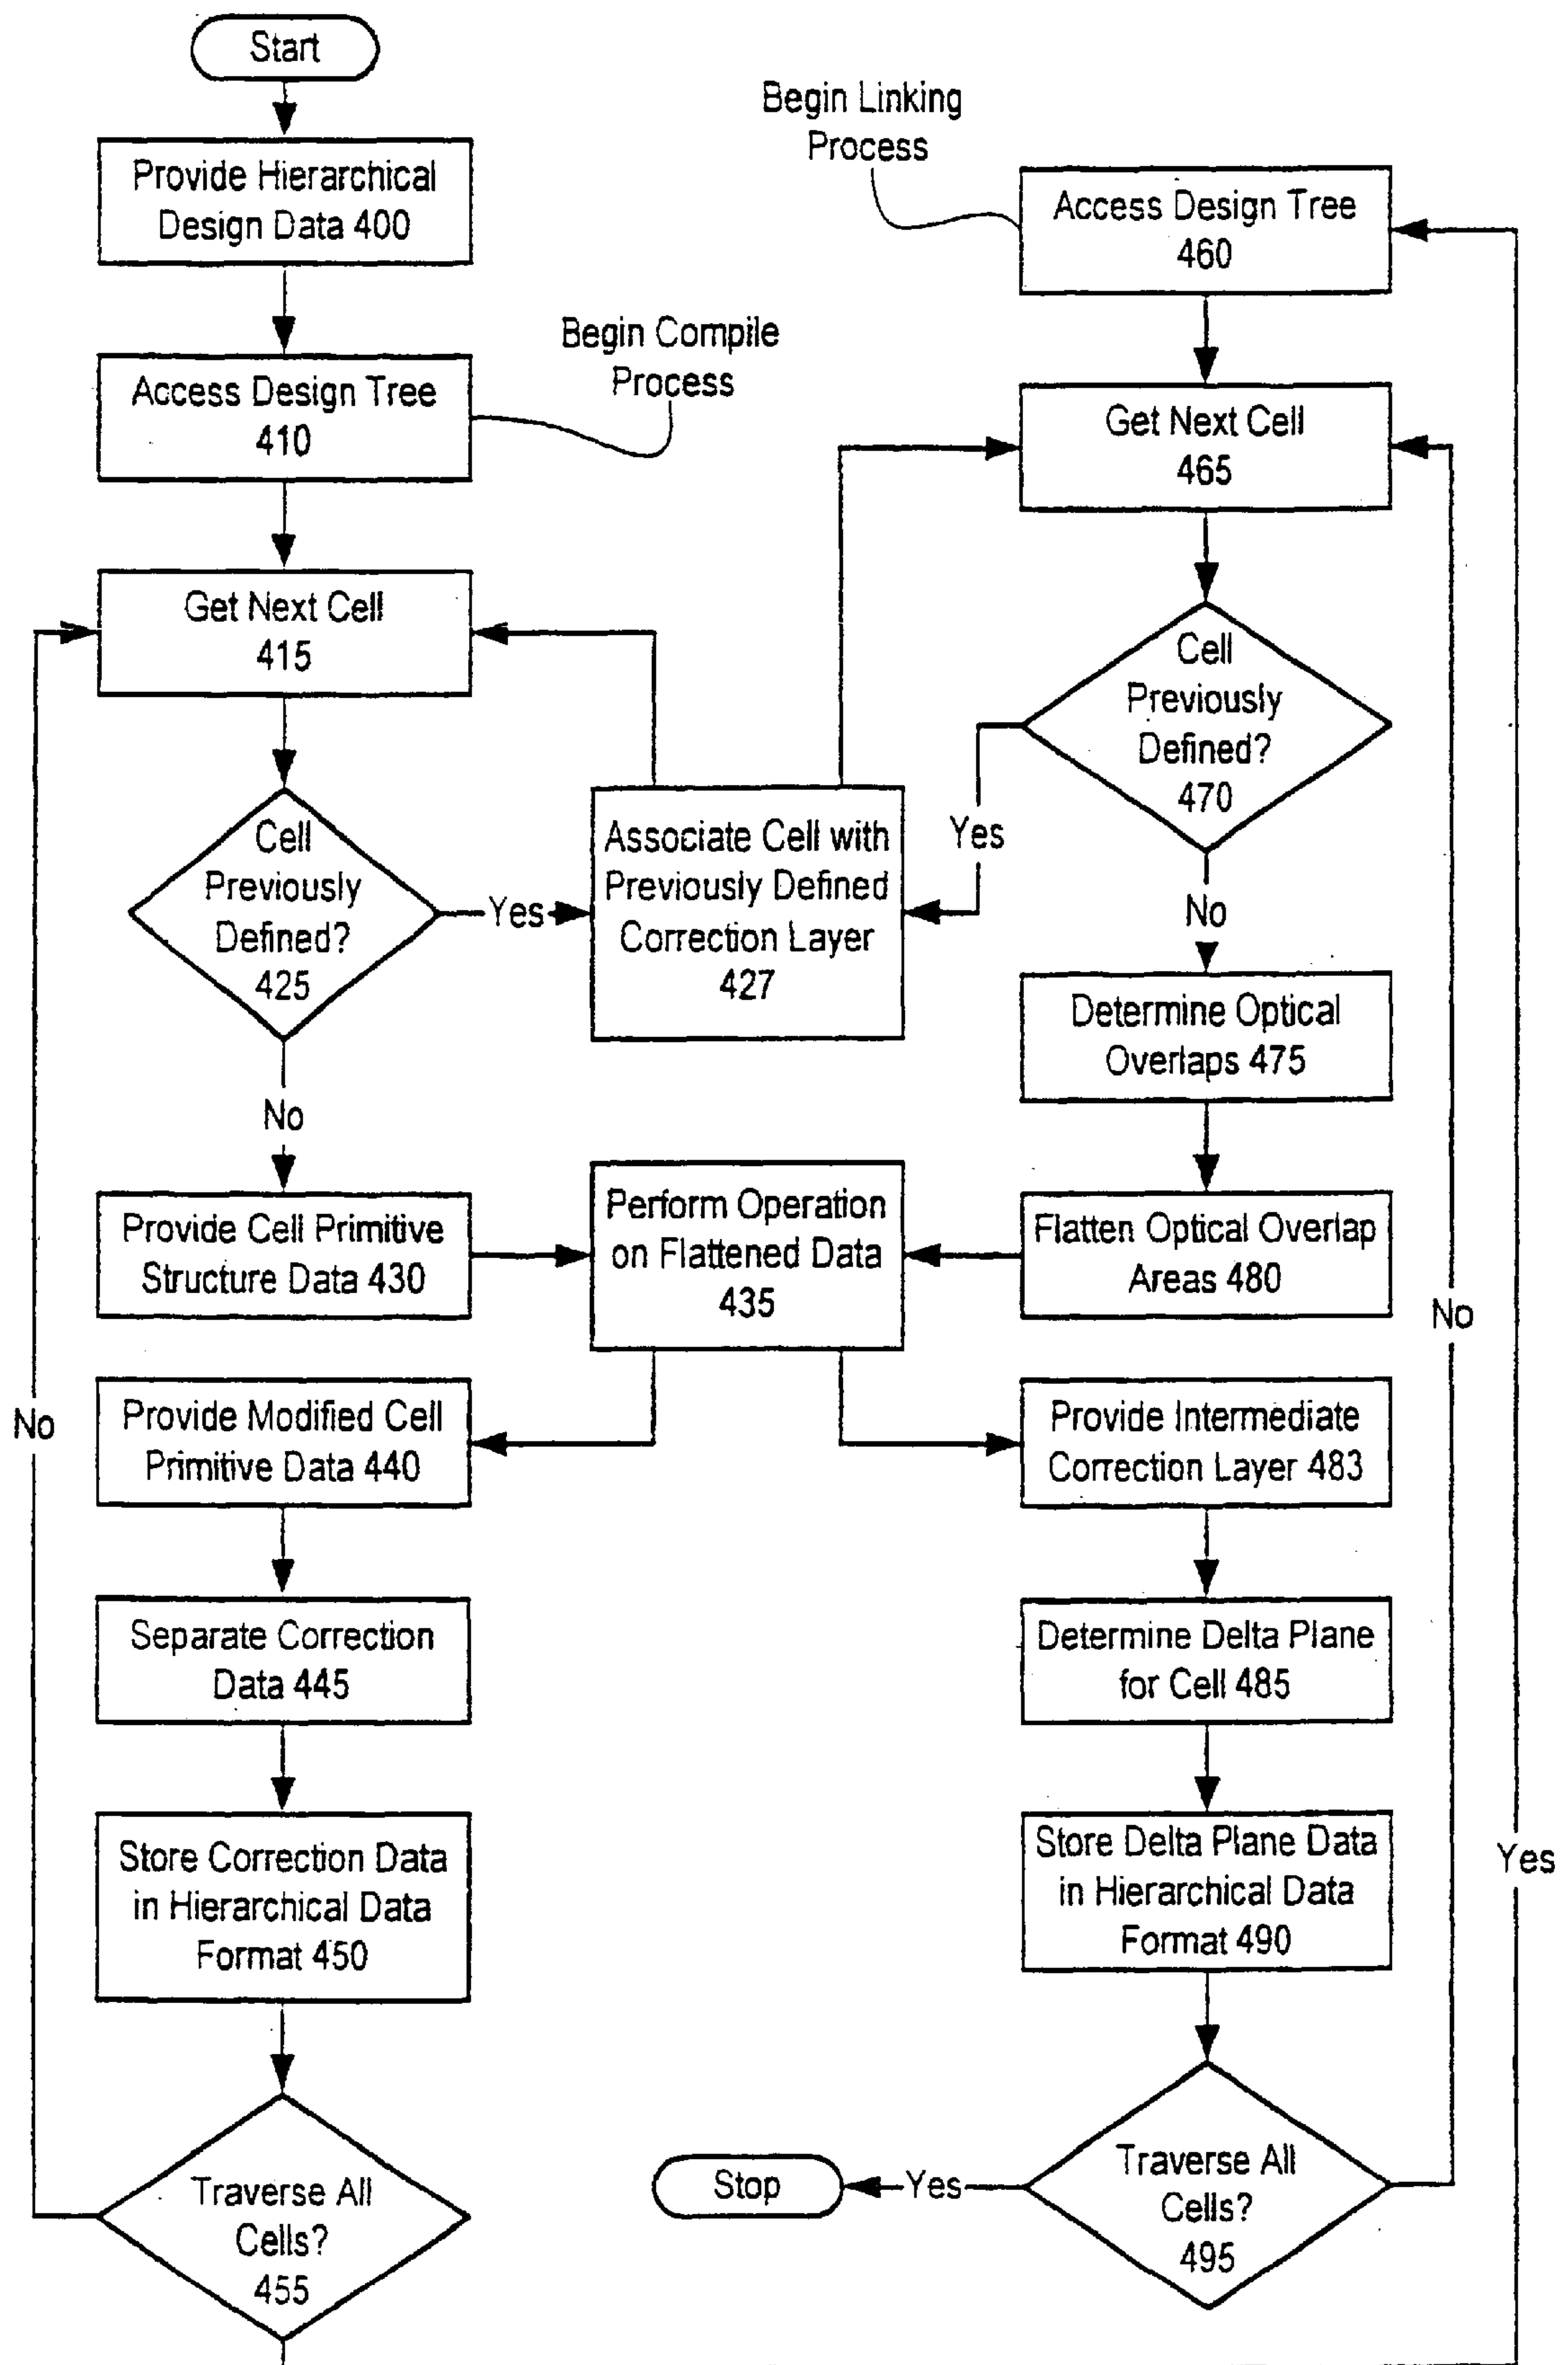 Start
Provide Hierarchical
Design Data 400
Access Design Tree
410
Begin Compile
Process
Get Next Cell
415
Cell
Previously
Defined?
425
Yes
Associate Cell with
Previously Defined
Correction Layer
427
No
Provide Cell Primitive
Structure Data 430
Perform Operation
on Flattened Data
435
Provide Modified Cell
Primitive Data 440
Separate Correction
Data 445
Store Correction Data
in Hierarchical Data
Format 450
Traverse All
Cells?
455
No
Begin Linking
Process
Access Design Tree
460
Get Next Cell
465
Cell
Previously
Defined?
470
Yes
No
Determine Optical
Overlaps 475
Flatten Optical Overlap
Areas 480
Provide Intermediate
Correction Layer 483
Determine Delta Plane
for Cell 485
Store Delta Plane Data
in Hierarchical Data
Format 490
Traverse All
Cells?
495
Yes
Stop
No
Yes